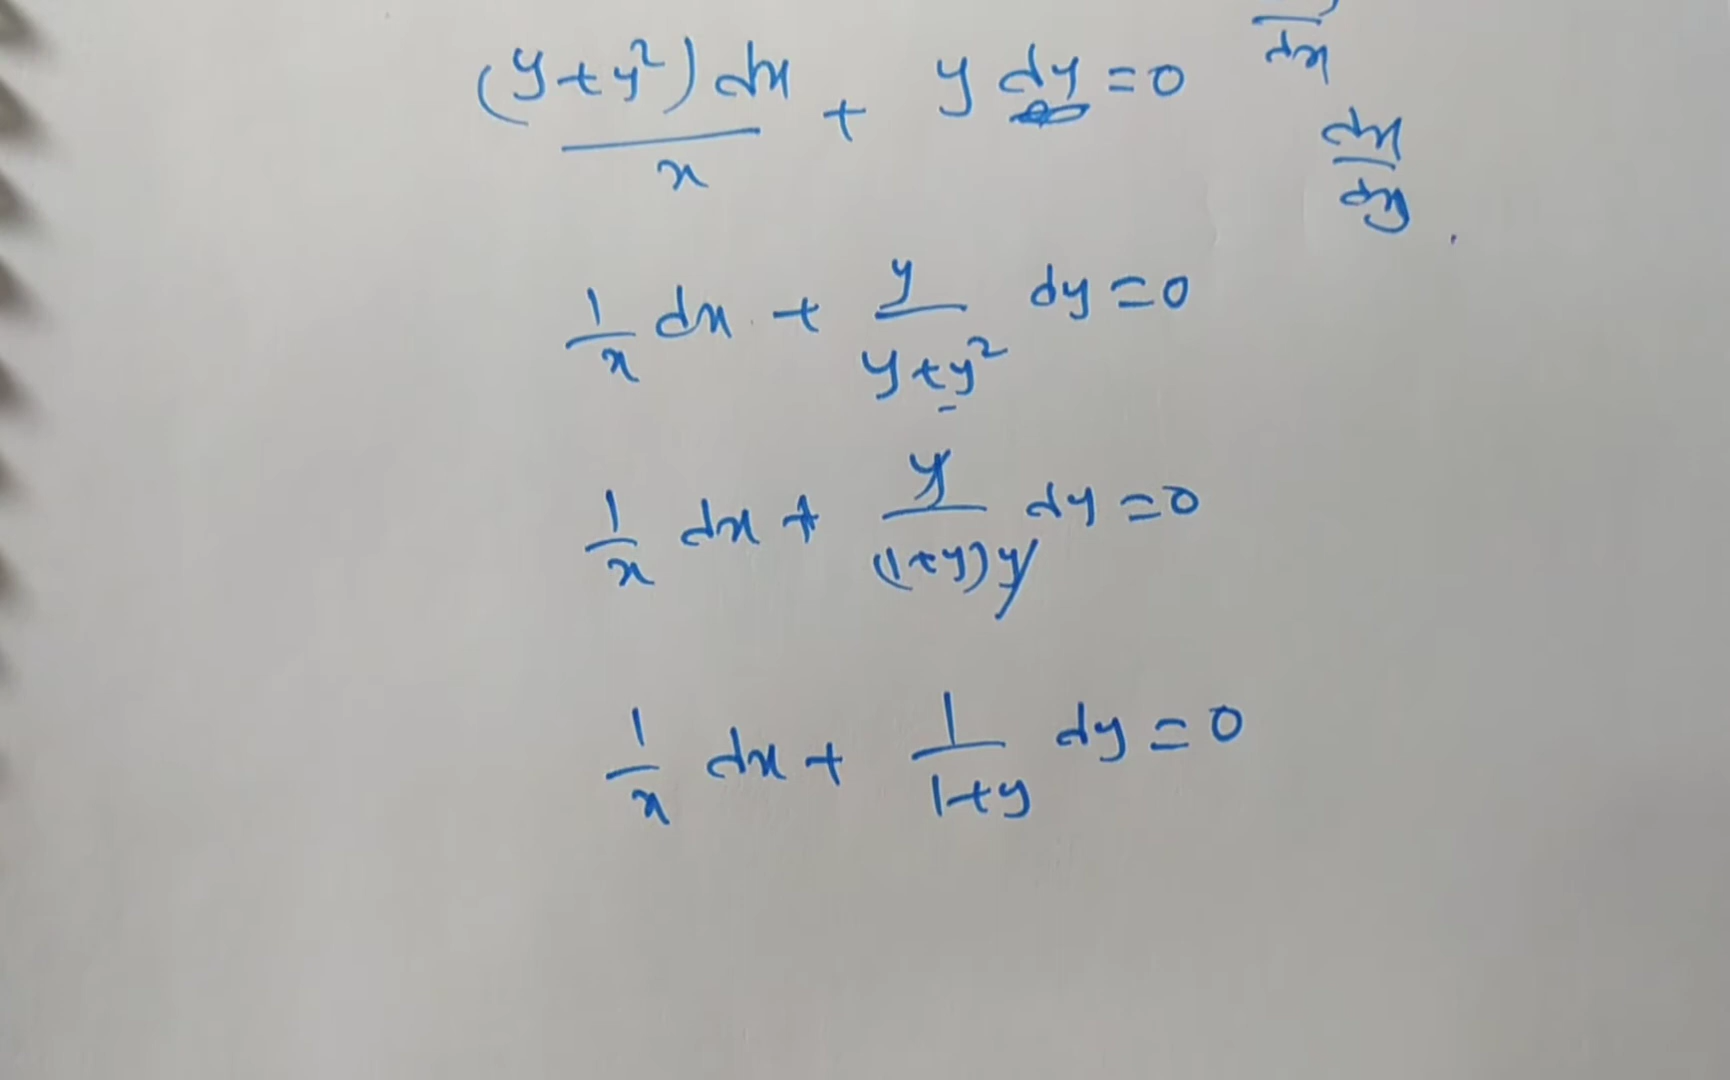 (y+y²)dx/x + y dy = 0
dx
dx/dy
1/x dx + y/(y+y²) dy = 0
1/x dx + y/((1+y)y) dy = 0
1/x dx + 1/(1+y) dy = 0